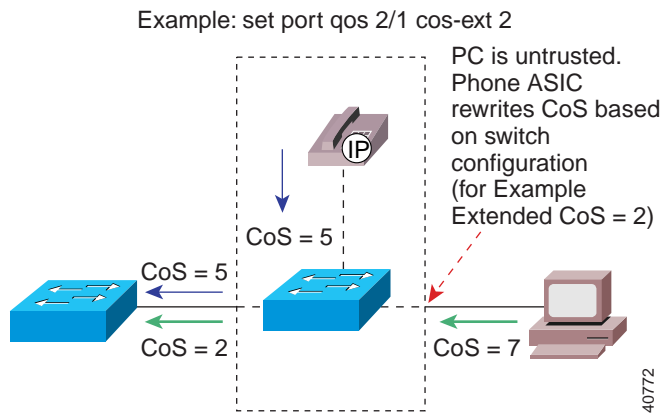 Example: set port qos 2/1 cos-ext 2
PC is untrusted.
Phone ASIC
rewrites CoS based
on switch
configuration
(for Example
Extended CoS = 2)
IP
CoS = 5
CoS = 5
CoS = 2
CoS = 7
40772